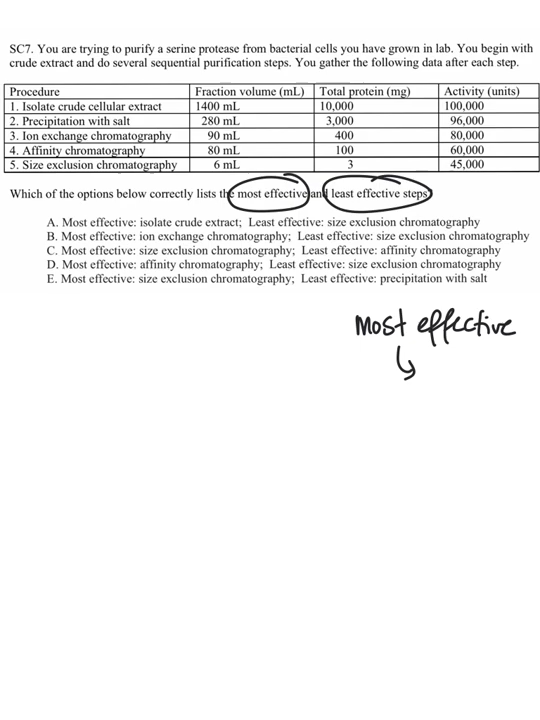 SC7. You are trying to purify a serine protease from bacterial cells you have grown in lab. You begin with
crude extract and do several sequential purification steps. You gather the following data after each step.
Procedure Fraction volume (mL) Total protein (mg) Activity (units)
1. Isolate crude cellular extract 1400 mL 10,000 100,000
2. Precipitation with salt 280 mL 3,000 96,000
3. Ion exchange chromatography 90 mL 400 80,000
4. Affinity chromatography 80 mL 100 60,000
5. Size exclusion chromatography 6 mL 3 45,000
Which of the options below correctly lists the most effective and least effective steps?
A. Most effective: isolate crude extract; Least effective: size exclusion chromatography
B. Most effective: ion exchange chromatography; Least effective: size exclusion chromatography
C. Most effective: size exclusion chromatography; Least effective: affinity chromatography
D. Most effective: affinity chromatography; Least effective: size exclusion chromatography
E. Most effective: size exclusion chromatography; Least effective: precipitation with salt
Most effective